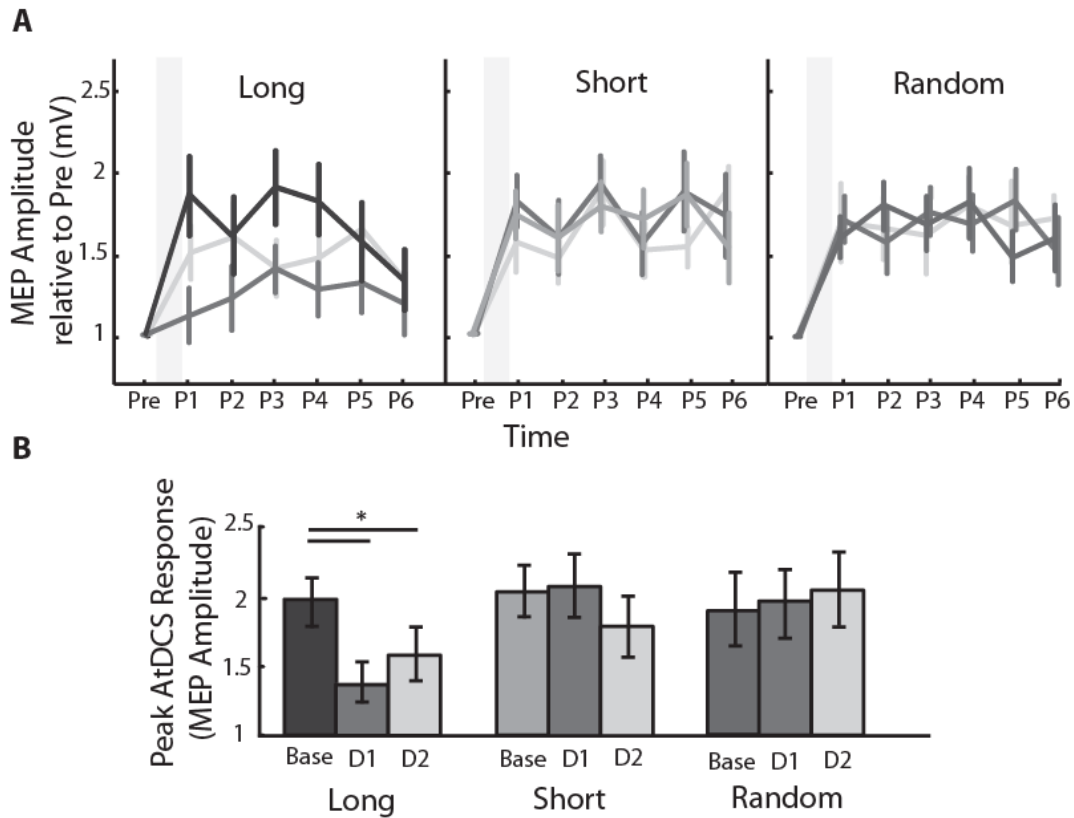 A
MEP Amplitude
relative to Pre (mV)
2.5
2
1.5
1
Long
Short
Random
Pre P1 P2 P3 P4 P5 P6
Pre P1 P2 P3 P4 P5 P6
Pre P1 P2 P3 P4 P5 P6
Time
B
Peak AtDCS Response
(MEP Amplitude)
2.5
2
1.5
1
*
Base D1 D2
Base D1 D2
Base D1 D2
Long
Short
Random